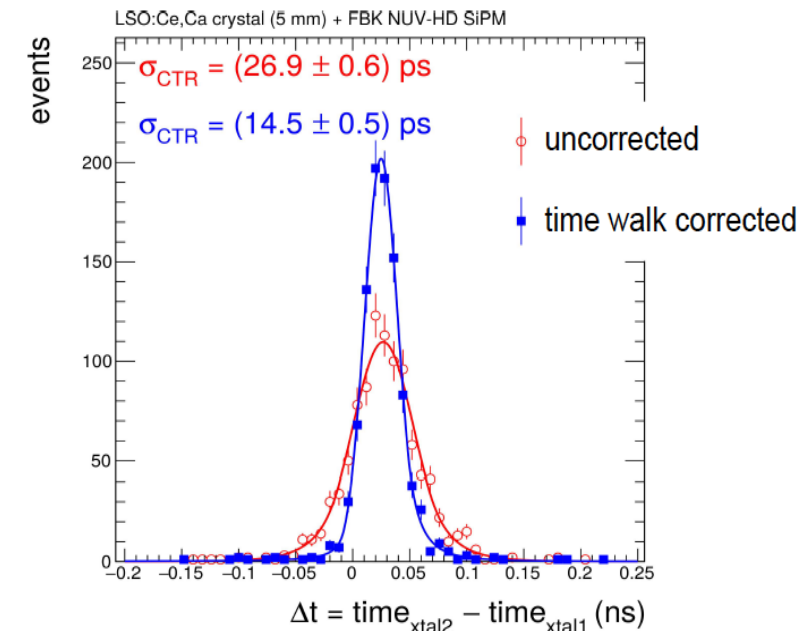 LSO:Ce,Ca crystal (5 mm) + FBK NUV-HD SiPM
events
σCTR = (26.9 ± 0.6) ps
σCTR = (14.5 ± 0.5) ps
uncorrected
time walk corrected
250
200
150
100
50
0
−0.2 −0.15 −0.1 −0.05 0 0.05 0.1 0.15 0.2 0.25
Δt = timextal2 − timextal1 (ns)